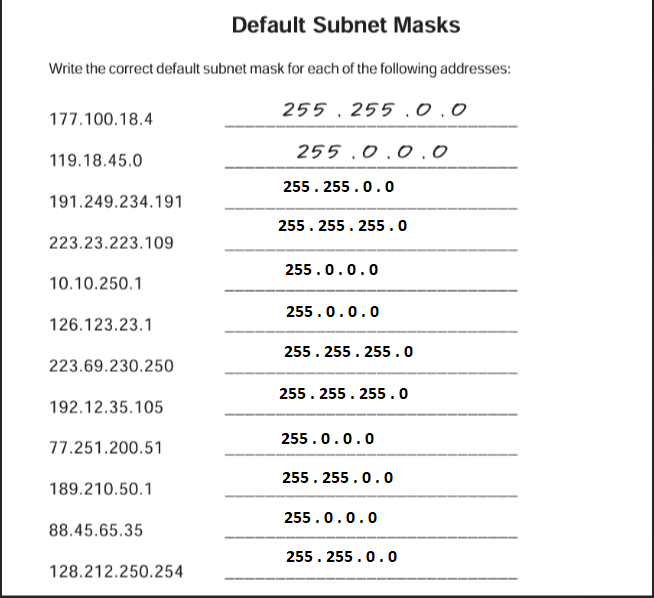 Default Subnet Masks
Write the correct default subnet mask for each of the following addresses:
177.100.18.4 255 . 255 . 0 . 0
119.18.45.0 255 . 0 . 0 . 0
191.249.234.191 255 . 255 . 0 . 0
223.23.223.109 255 . 255 . 255 . 0
10.10.250.1 255 . 0 . 0 . 0
126.123.23.1 255 . 0 . 0 . 0
223.69.230.250 255 . 255 . 255 . 0
192.12.35.105 255 . 255 . 255 . 0
77.251.200.51 255 . 0 . 0 . 0
189.210.50.1 255 . 255 . 0 . 0
88.45.65.35 255 . 0 . 0 . 0
128.212.250.254 255 . 255 . 0 . 0